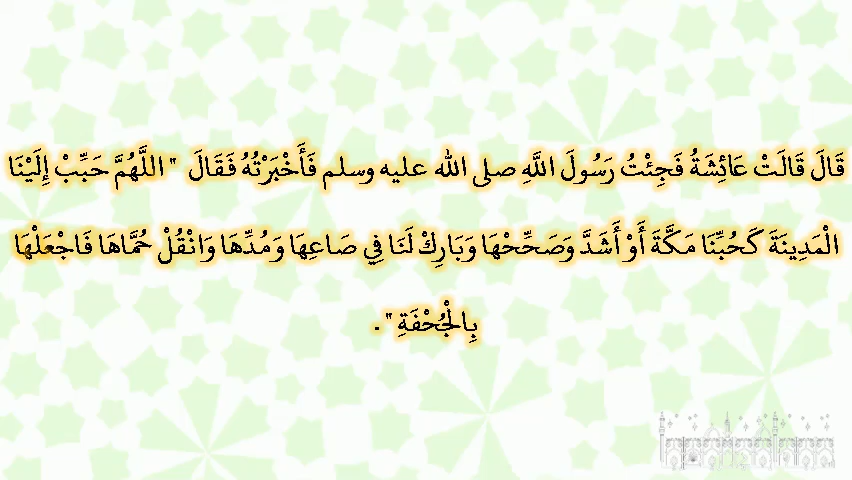 قَالَ قَالَتْ عَائِشَةُ فَجِئْتُ رَسُولَ اللَّهِ صلى الله عليه وسلم فَأَخْبَرْتُهُ فَقَالَ ‏"‏ اللَّهُمَّ حَبِّبْ إِلَيْنَا
الْمَدِينَةَ كَحُبِّنَا مَكَّةَ أَوْ أَشَدَّ وَصَحِّحْهَا وَبَارِكْ لَنَا فِي صَاعِهَا وَمُدِّهَا وَانْقُلْ حُمَّاهَا فَاجْعَلْهَا
بِالْجُحْفَةِ ‏"‏ ‏.‏